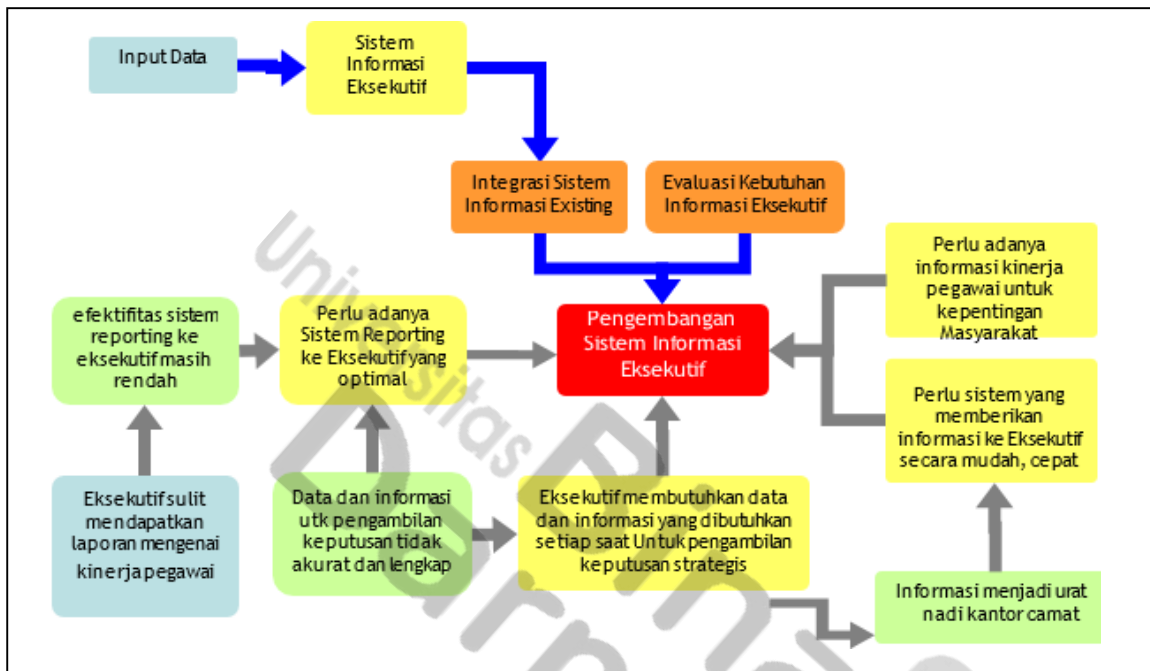 Input Data
Sistem
Informasi
Eksekutif
Integrasi Sistem
Informasi Existing
Evaluasi Kebutuhan
Informasi Eksekutif
Perlu adanya
informasi kinerja
pegawai untuk
kepentingan
Masyarakat
efektifitas sistem
reporting ke
eksekutif masih
rendah
Perlu adanya
Sistem Reporting
ke Eksekutif yang
optimal
Pengembangan
Sistem Informasi
Eksekutif
Perlu sistem yang
memberikan
informasi ke Eksekutif
secara mudah, cepat
Eksekutif sulit
mendapatkan
laporan mengenai
kinerja pegawai
Data dan informasi
utk pengambilan
keputusan tidak
akurat dan lengkap
Eksekutif membutuhkan data
dan informasi yang dibutuhkan
setiap saat Untuk pengambilan
keputusan strategis
Informasi menjadi urat
nadi kantor camat
Universitas